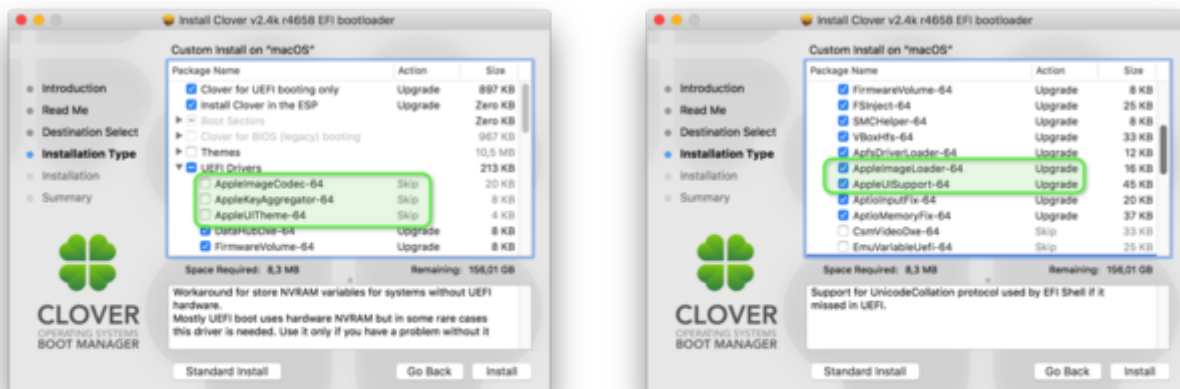 Install Clover v2.4k r4658 EFI bootloader
Custom Install on "macOS"
Package Name Action Size
Clover for UEFI booting only Upgrade 897 KB
Install Clover in the ESP Upgrade Zero KB
Boot Sectors Zero KB
Clover for BIOS (legacy) booting 967 KB
Themes 10,5 MB
UEFI Drivers 213 KB
AppleImageCodec-64 Skip 20 KB
AppleKeyAggregator-64 Skip 8 KB
AppleUITheme-64 Skip 4 KB
DataHubDxe-64 Upgrade 8 KB
FirmwareVolume-64 Upgrade 8 KB
Introduction
Read Me
Destination Select
Installation Type
Installation
Summary
Space Required: 8,3 MB Remaining: 156,01 GB
Workaround for store NVRAM variables for systems without UEFI
hardware.
Mostly UEFI boot uses hardware NVRAM but in some rare cases
this driver is needed. Use it only if you have a problem without it
CLOVER
OPERATING SYSTEMS
BOOT MANAGER
Standard Install Go Back Install
Install Clover v2.4k r4658 EFI bootloader
Custom Install on "macOS"
Package Name Action Size
FirmwareVolume-64 Upgrade 8 KB
FSInject-64 Upgrade 25 KB
SMCHelper-64 Upgrade 8 KB
VBoxHfs-64 Upgrade 33 KB
ApfsDriverLoader-64 Upgrade 12 KB
AppleImageLoader-64 Upgrade 16 KB
AppleUISupport-64 Upgrade 45 KB
AptioInputFix-64 Upgrade 20 KB
AptioMemoryFix-64 Upgrade 37 KB
CsmVideoDxe-64 Skip 33 KB
EmuVariableUefi-64 Skip 25 KB
Introduction
Read Me
Destination Select
Installation Type
Installation
Summary
Space Required: 8,3 MB Remaining: 156,01 GB
Support for UnicodeCollation protocol used by EFI Shell if it
missed in UEFI.
CLOVER
OPERATING SYSTEMS
BOOT MANAGER
Standard Install Go Back Install